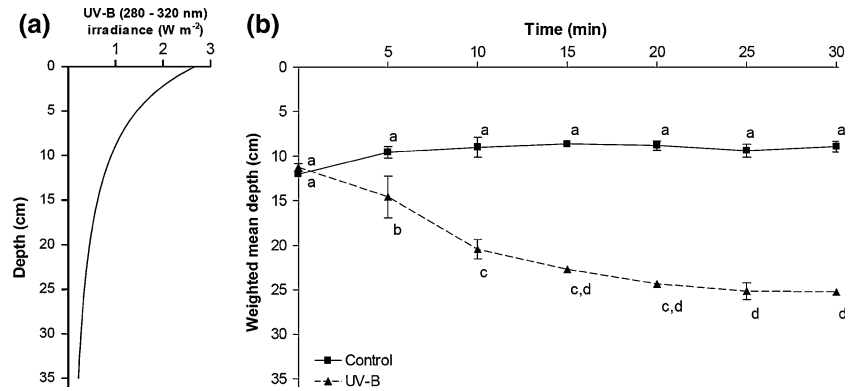 (a)
UV-B (280 - 320 nm)
irradiance (W m-2)
1 2 3
0
5
10
15
20
25
30
35
Depth (cm)
(b)
Time (min)
5 10 15 20 25 30
0
5
10
15
20
25
30
35
Weighted mean depth (cm)
a a a a a a
a
a
b
c
c,d
c,d
d
d
Control
UV-B